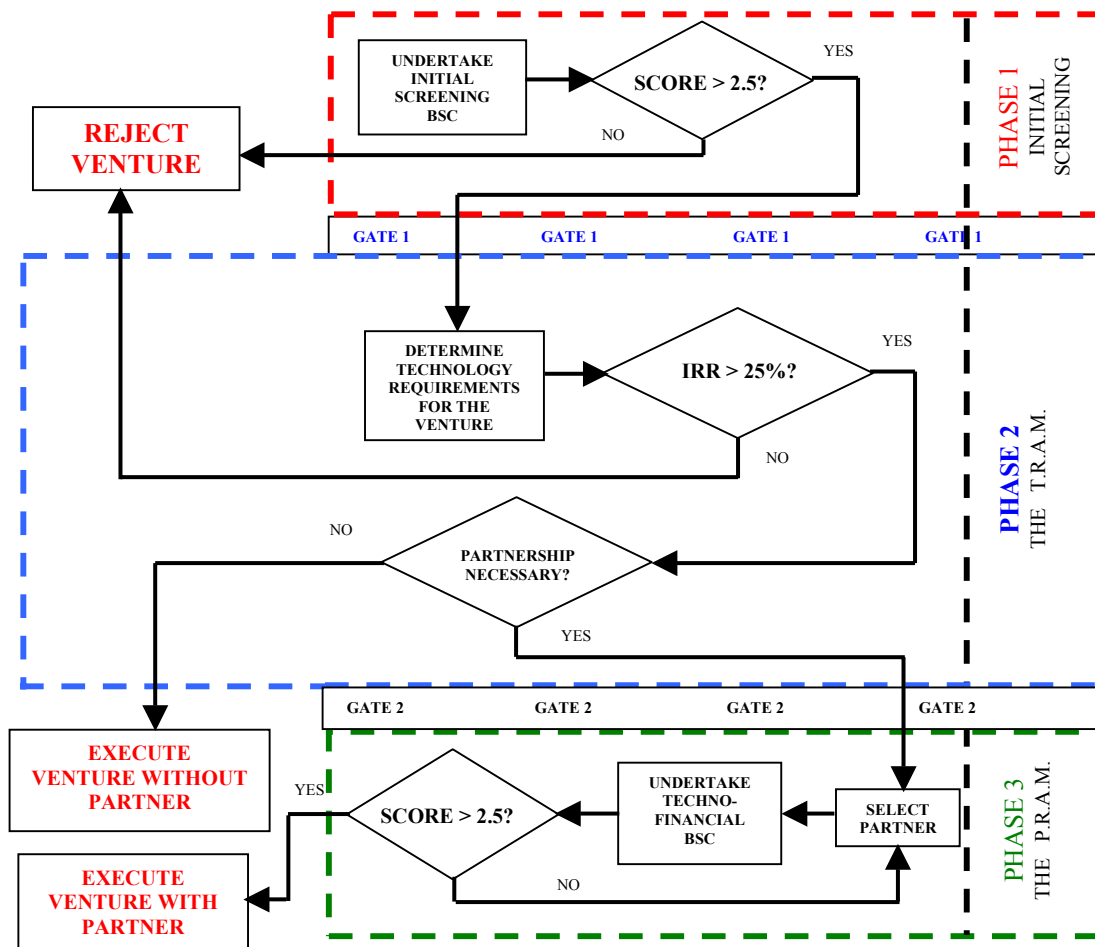 UNDERTAKE
INITIAL
SCREENING
BSC
SCORE > 2.5?
YES
NO
REJECT
VENTURE
PHASE 1
INITIAL
SCREENING
GATE 1 GATE 1 GATE 1 GATE 1
DETERMINE
TECHNOLOGY
REQUIREMENTS
FOR THE
VENTURE
IRR > 25%?
YES
NO
PHASE 2
THE T.R.A.M.
NO
PARTNERSHIP
NECESSARY?
YES
GATE 2 GATE 2 GATE 2 GATE 2
EXECUTE
VENTURE WITHOUT
PARTNER
YES
SCORE > 2.5?
UNDERTAKE
TECHNO-
FINANCIAL
BSC
SELECT
PARTNER
NO
EXECUTE
VENTURE WITH
PARTNER
PHASE 3
THE P.R.A.M.